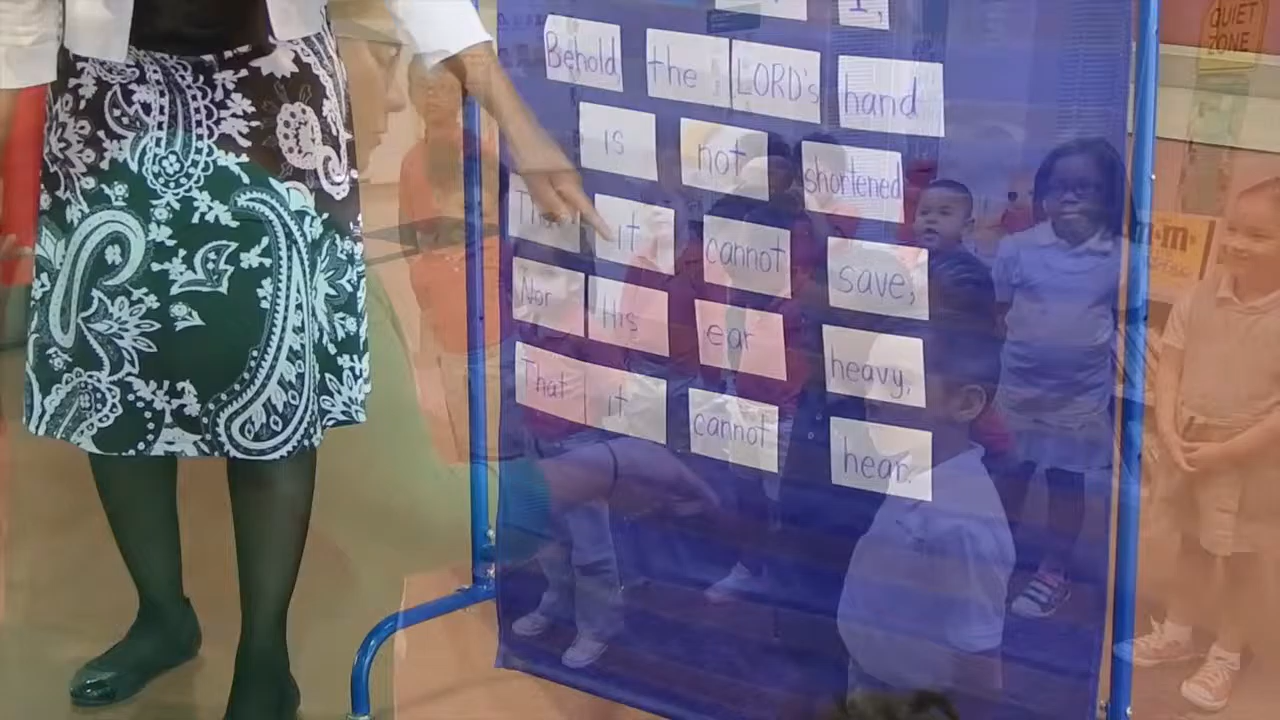 1,
Behold, the LORD's hand
is not shortened
That it cannot save,
Nor His ear heavy,
That it cannot hear.
QUIET
ZONE
m·m